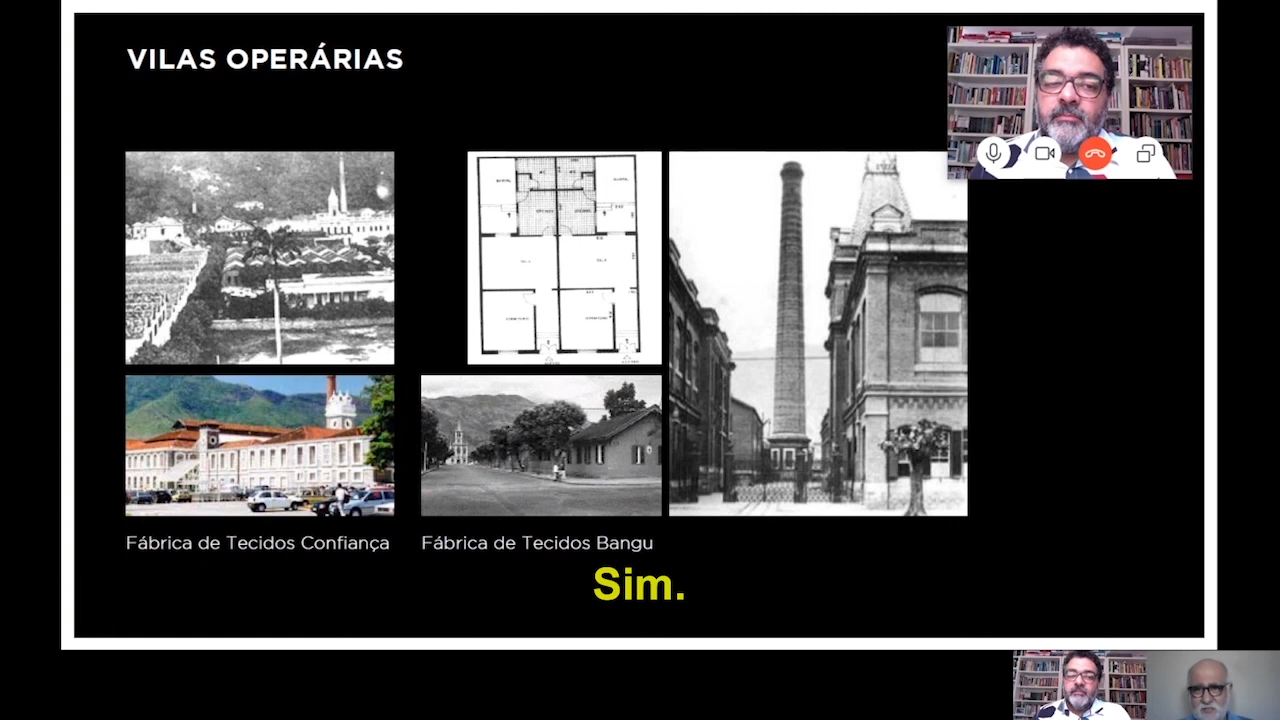 VILAS OPERÁRIAS
Fábrica de Tecidos Confiança
Fábrica de Tecidos Bangu
Sim.